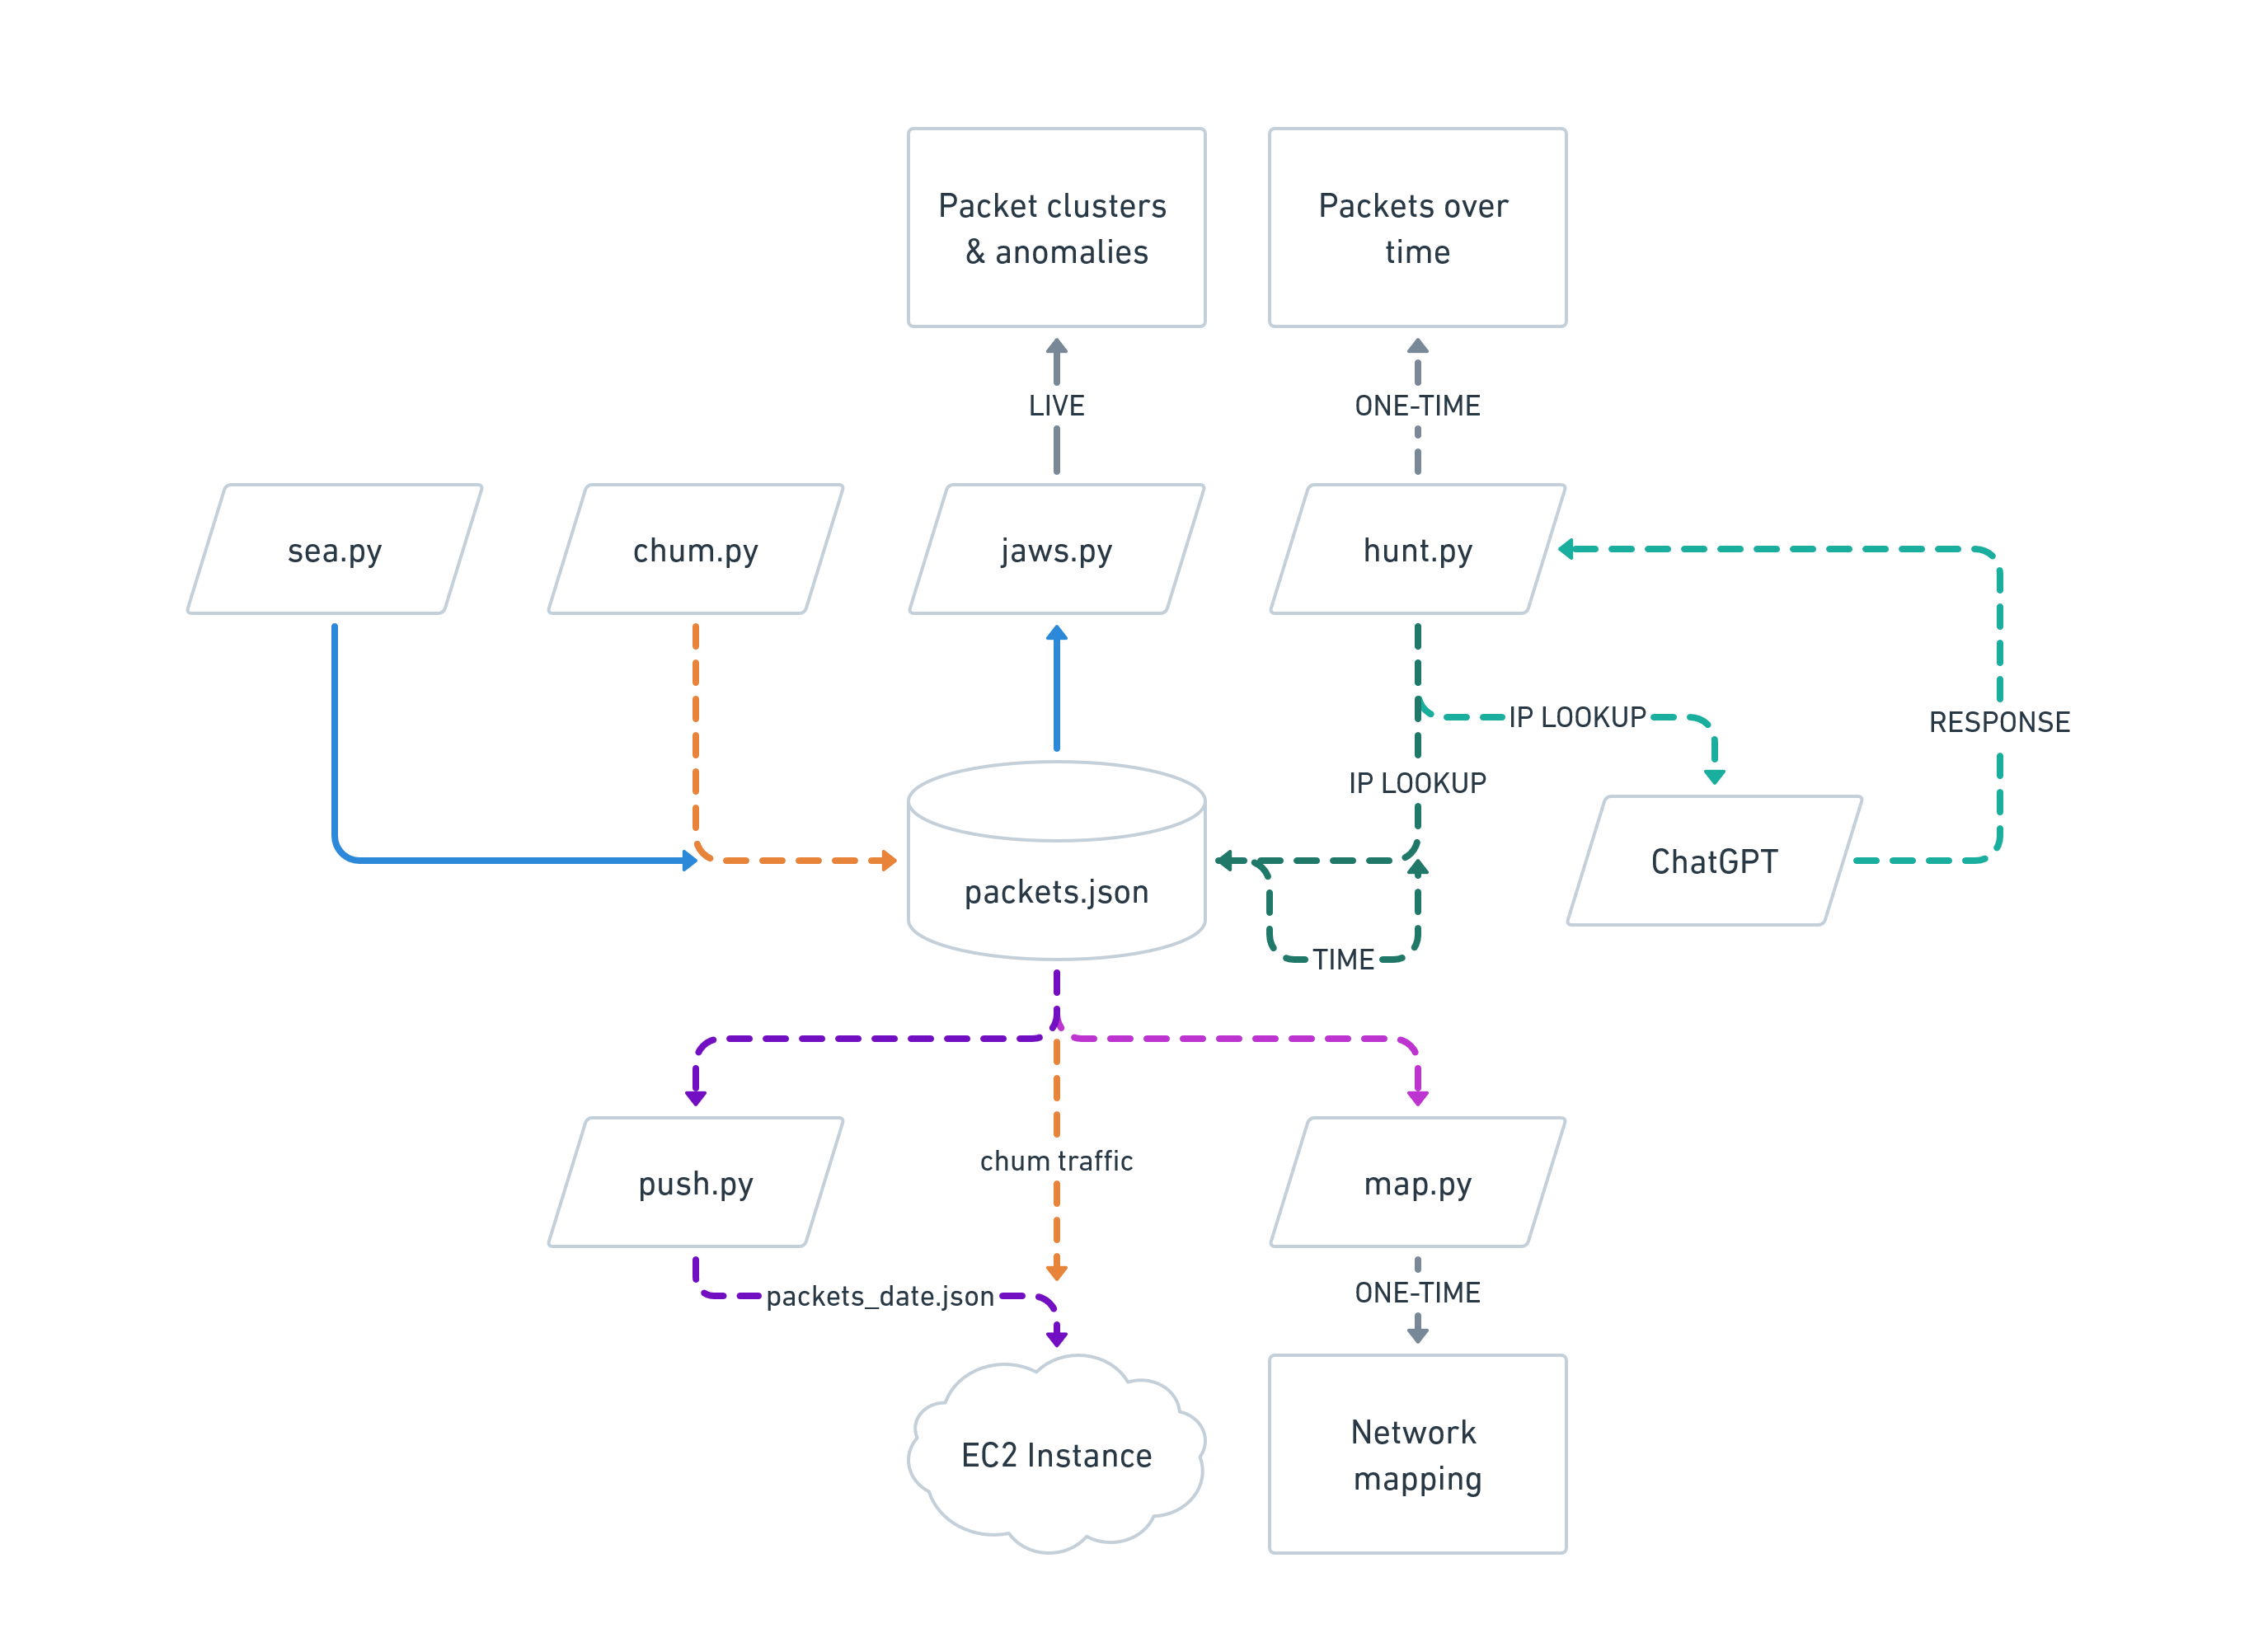 Packet clusters
& anomalies
Packets over
time
LIVE
ONE-TIME
sea.py
chum.py
jaws.py
hunt.py
IP LOOKUP
RESPONSE
IP LOOKUP
ChatGPT
packets.json
TIME
chum traffic
push.py
map.py
packets_date.json
ONE-TIME
EC2 Instance
Network
mapping